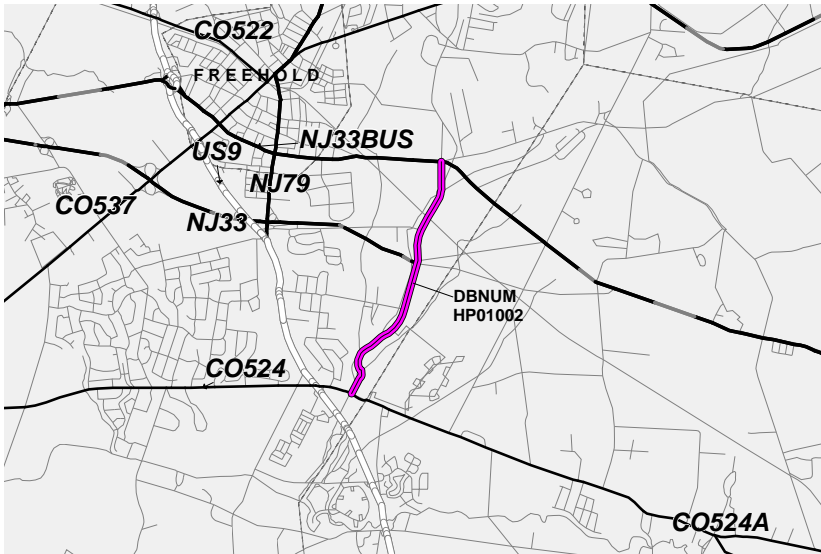 CO522
FREEHOLD
NJ33BUS
US9
NJ79
CO537
NJ33
DBNUM
HP01002
CO524
CO524A